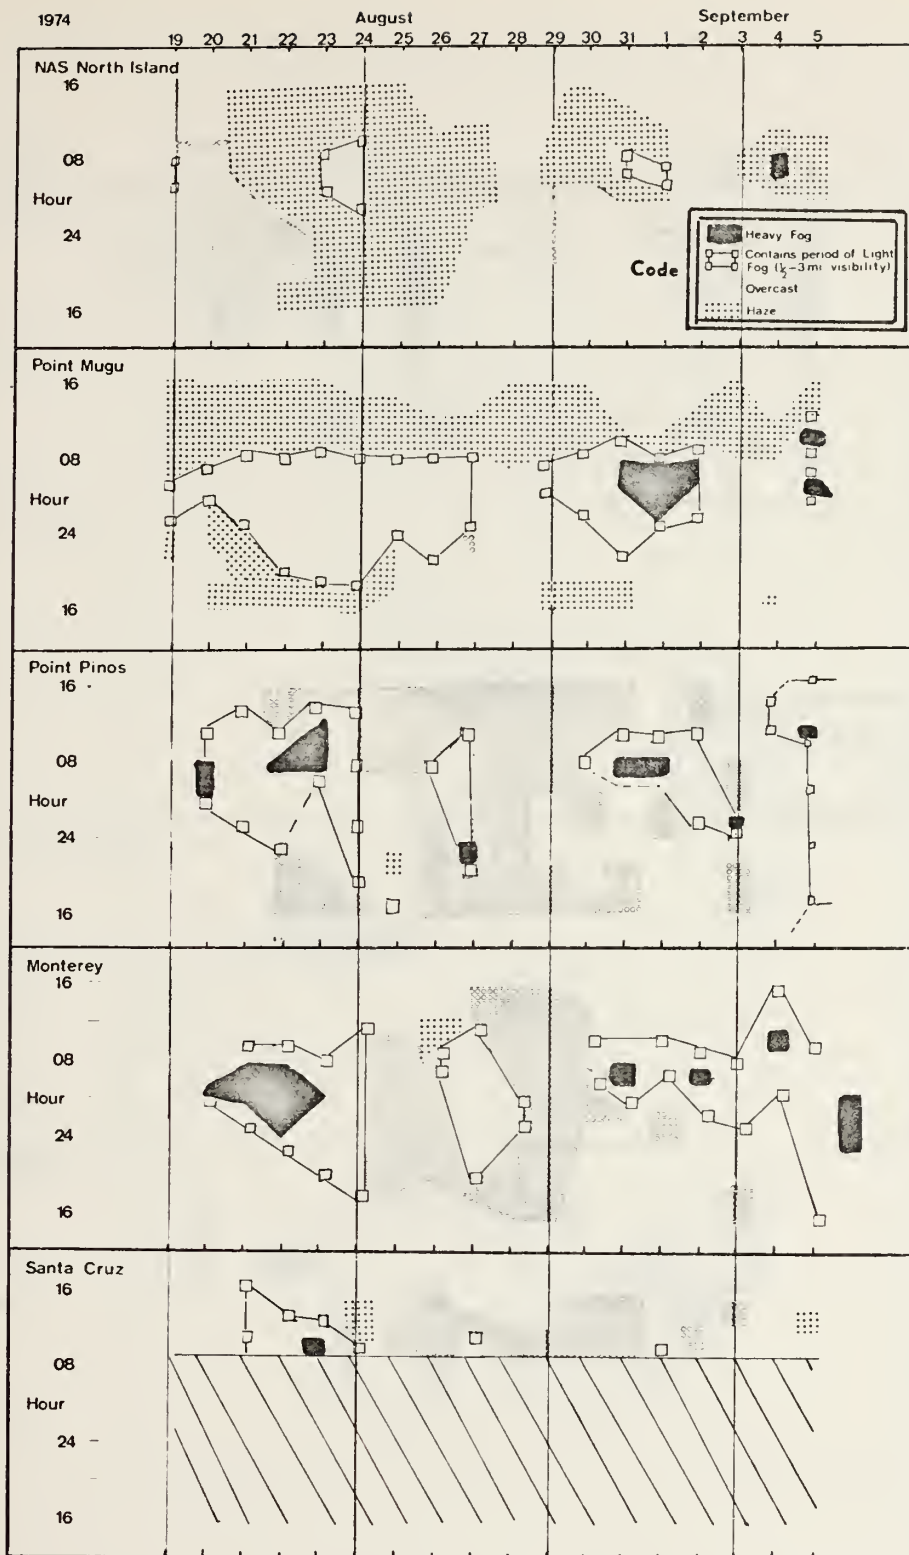 1974 August September
19 20 21 22 23 24 25 26 27 28 29 30 31 1 2 3 4 5
NAS North Island
16
08
Hour
24
16
Code
Heavy Fog
Contains period of Light
Fog (½-3mi visibility)
Overcast
Haze
Point Mugu
16
08
Hour
24
16
Point Pinos
16
08
Hour
24
16
Monterey
16
08
Hour
24
16
Santa Cruz
16
08
Hour
24
16